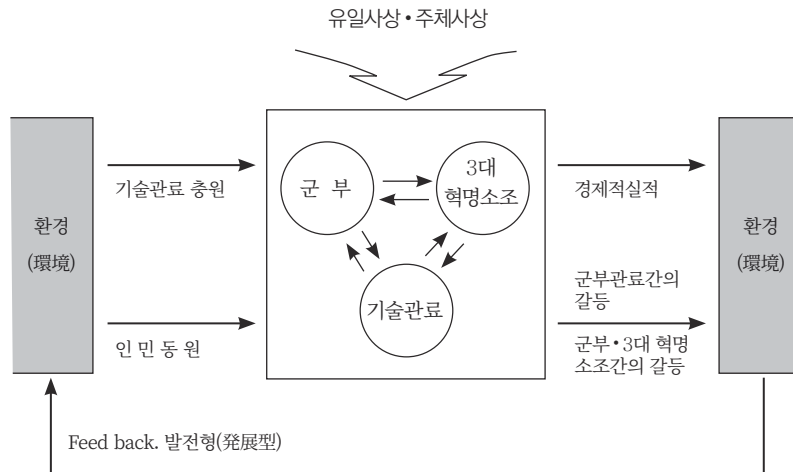 유일사상•주체사상
환경
(環境)
기술관료 충원
인 민 동 원
군 부
3대
혁명소조
기술관료
경제적실적
군부관료간의
갈등
군부•3대 혁명
소조간의 갈등
환경
(環境)
Feed back. 발전형(発展型)